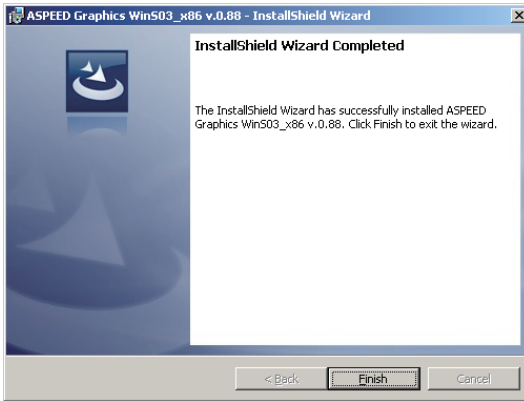 ASPEED Graphics WinS03_x86 v.0.88 - InstallShield Wizard
InstallShield Wizard Completed
The InstallShield Wizard has successfully installed ASPEED
Graphics WinS03_x86 v.0.88. Click Finish to exit the wizard.
< Back
Finish
Cancel